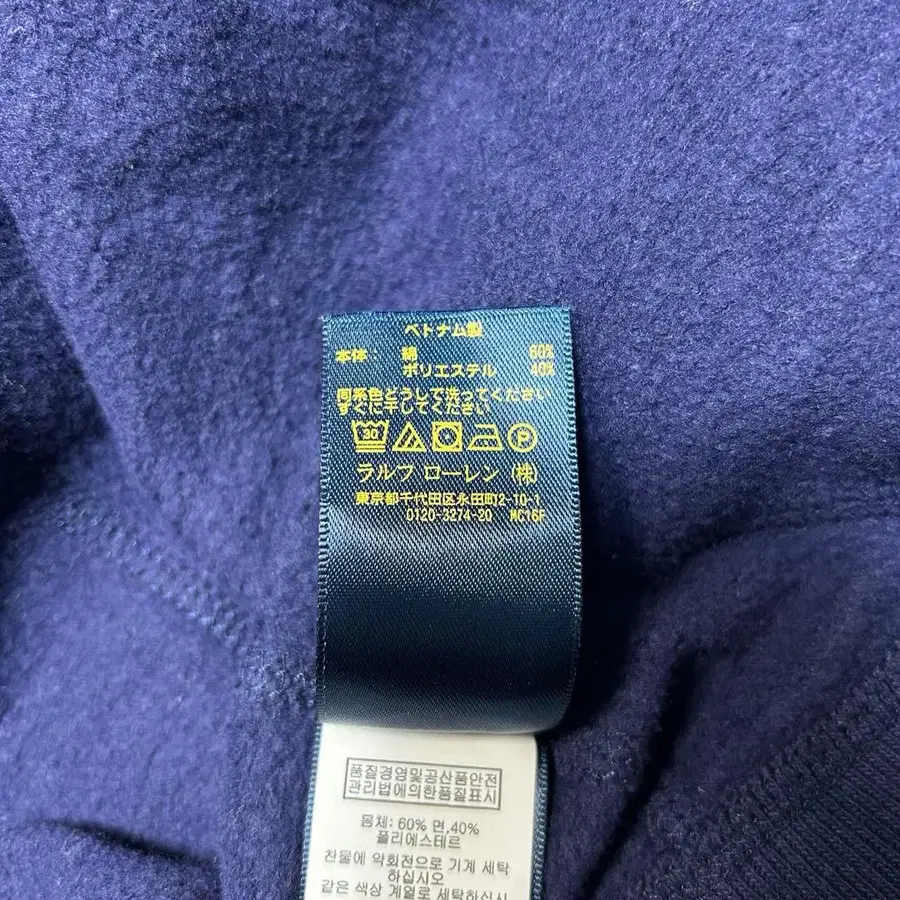 ベトナム製
本体 綿 60%
ポリエステル 40%
同系色どうしで洗ってください
すぐに干してください
30 P
ラルフ ローレン (株)
東京都千代田区永田町2-10-1
0120-3274-20 MC16F
품질경영및공산품안전
관리법에의한품질표시
몸체: 60% 면,40%
폴리에스테르
찬물에 약회전으로 기계 세탁
하십시오
같은 색상 계열로 세탁하십시